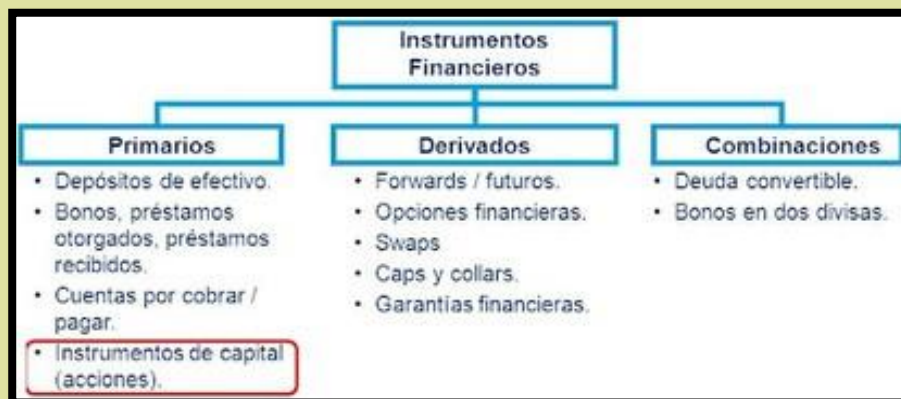 Instrumentos
Financieros
Primarios
• Depósitos de efectivo.
• Bonos, préstamos
otorgados, préstamos
recibidos.
• Cuentas por cobrar /
pagar.
• Instrumentos de capital
(acciones).
Derivados
• Forwards / futuros.
• Opciones financieras.
• Swaps
• Caps y collars.
• Garantías financieras.
Combinaciones
• Deuda convertible.
• Bonos en dos divisas.